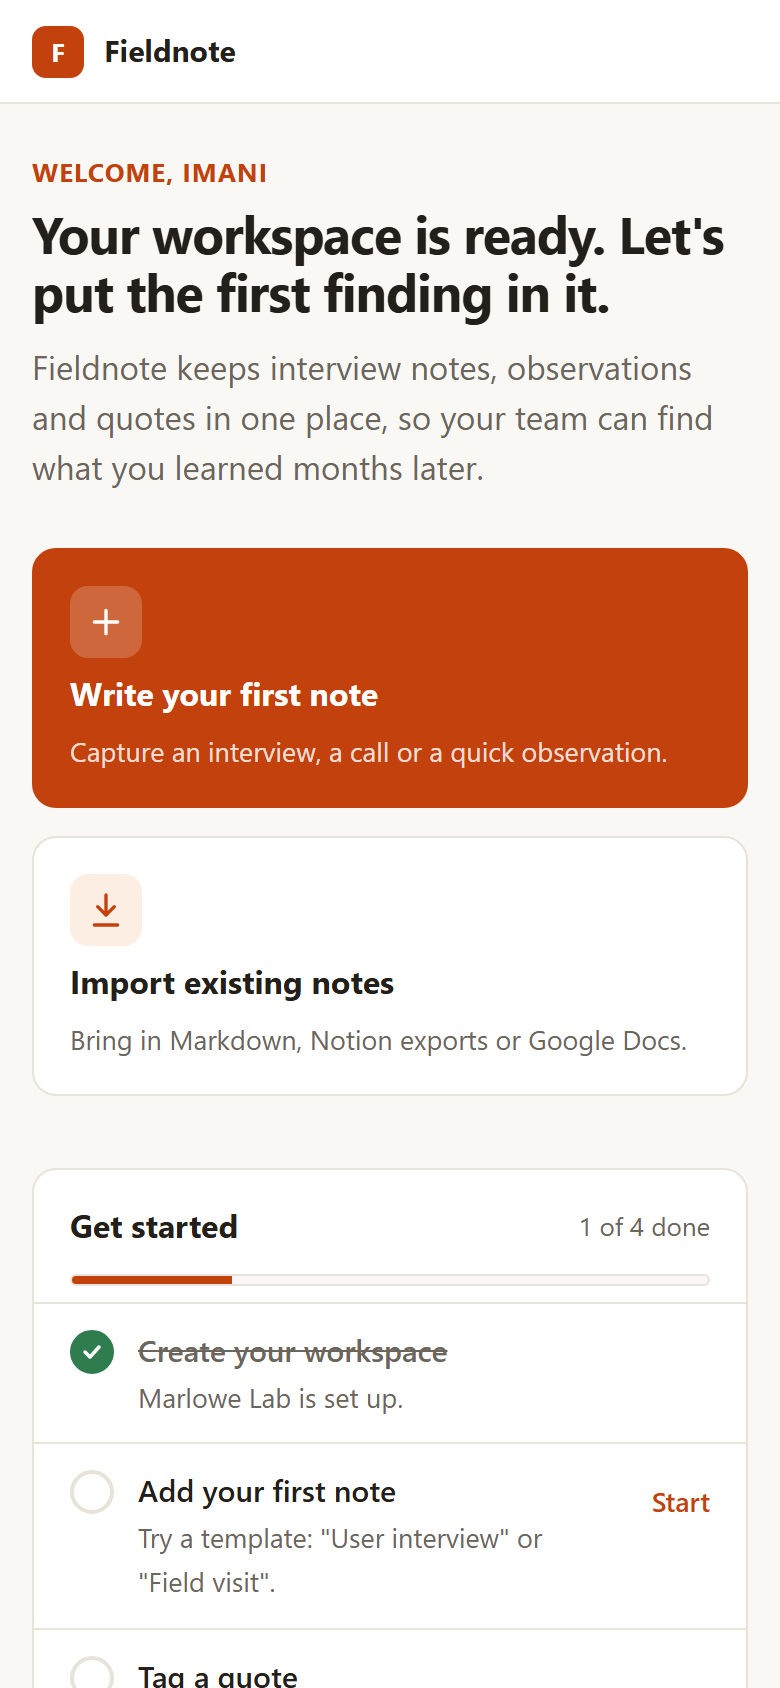 F Fieldnote
WELCOME, IMANI
Your workspace is ready. Let's
put the first finding in it.
Fieldnote keeps interview notes, observations
and quotes in one place, so your team can find
what you learned months later.
Write your first note
Capture an interview, a call or a quick observation.
Import existing notes
Bring in Markdown, Notion exports or Google Docs.
Get started 1 of 4 done
Create your workspace
Marlowe Lab is set up.
Add your first note Start
Try a template: "User interview" or
"Field visit".
Tag a quote